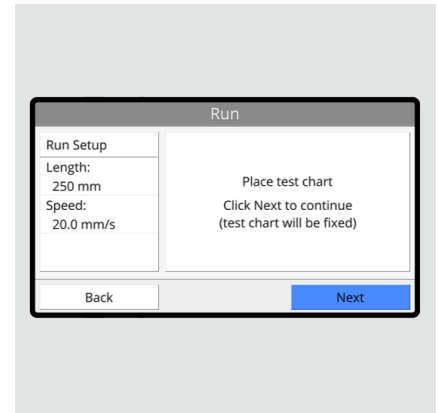 Run
Run Setup
Length:
250 mm
Speed:
20.0 mm/s
Place test chart
Click Next to continue
(test chart will be fixed)
Back
Next